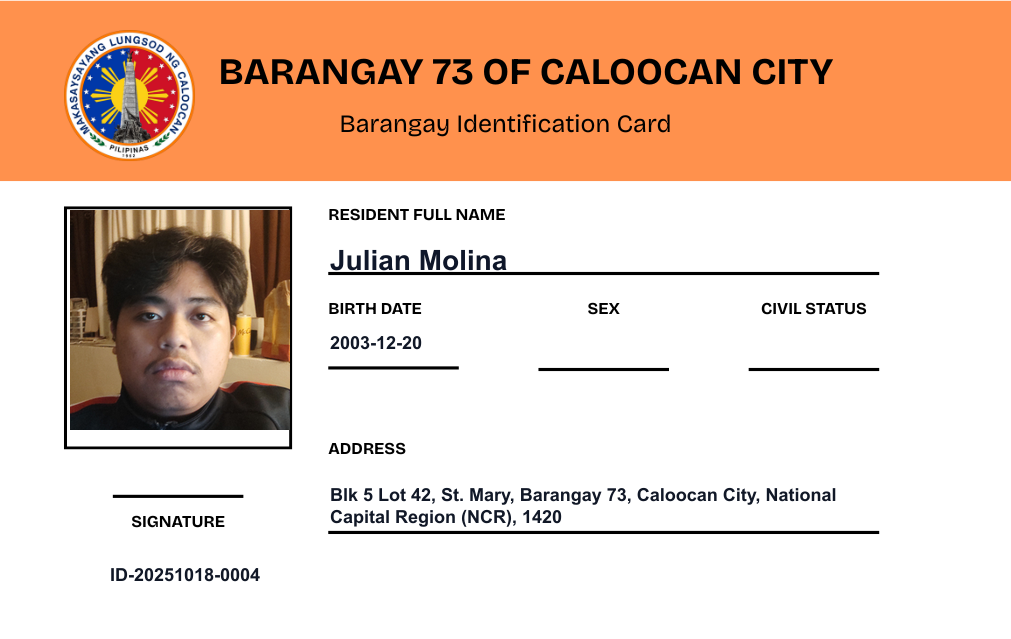 MAKASAYSAYANG LUNGSOD NG CALOOCAN
PILIPINAS
1962
BARANGAY 73 OF CALOOCAN CITY
Barangay Identification Card
RESIDENT FULL NAME
Julian Molina
BIRTH DATE SEX CIVIL STATUS
2003-12-20
ADDRESS
Blk 5 Lot 42, St. Mary, Barangay 73, Caloocan City, National
Capital Region (NCR), 1420
SIGNATURE
ID-20251018-0004